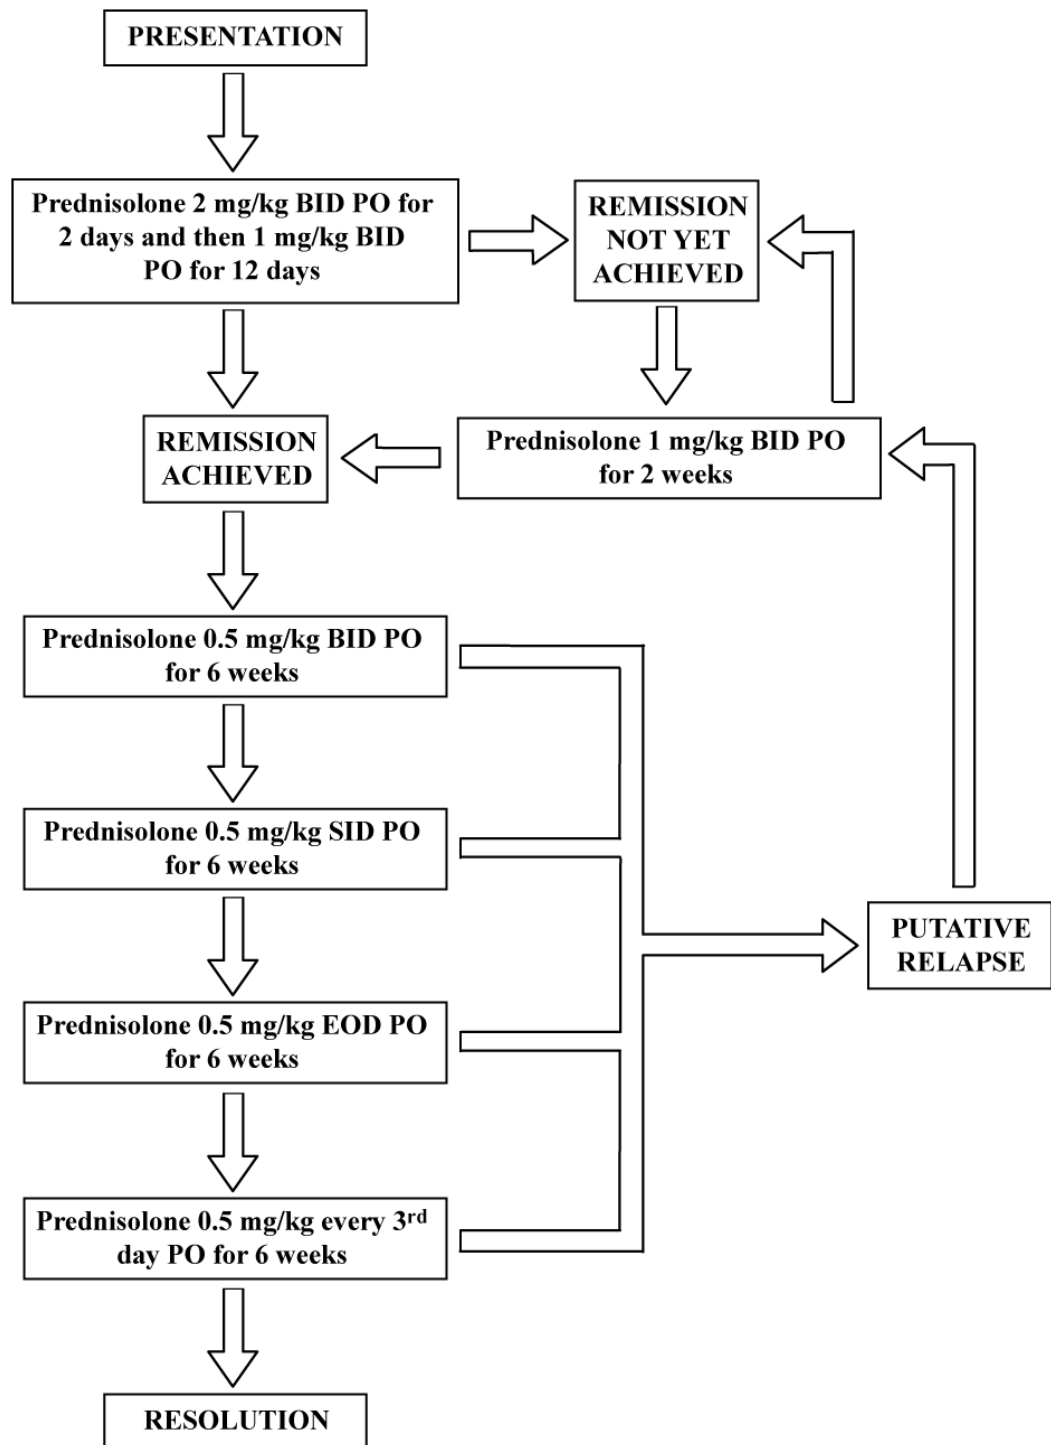 PRESENTATION
Prednisolone 2 mg/kg BID PO for
2 days and then 1 mg/kg BID
PO for 12 days
REMISSION
NOT YET
ACHIEVED
REMISSION
ACHIEVED
Prednisolone 1 mg/kg BID PO
for 2 weeks
Prednisolone 0.5 mg/kg BID PO
for 6 weeks
Prednisolone 0.5 mg/kg SID PO
for 6 weeks
PUTATIVE
RELAPSE
Prednisolone 0.5 mg/kg EOD PO
for 6 weeks
Prednisolone 0.5 mg/kg every 3rd
day PO for 6 weeks
RESOLUTION